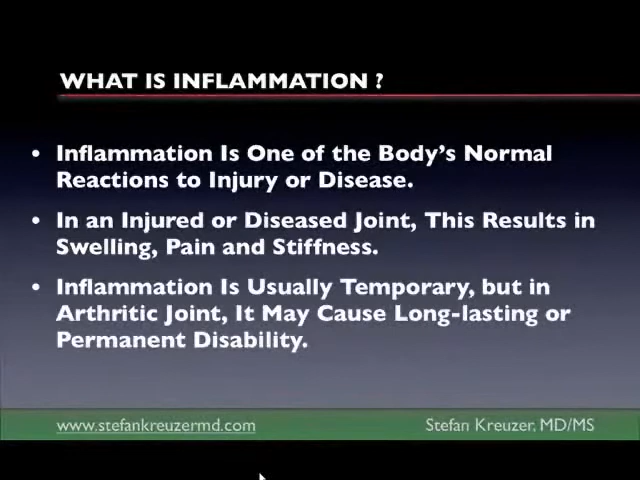 WHAT IS INFLAMMATION ?
• Inflammation Is One of the Body's Normal
Reactions to Injury or Disease.
• In an Injured or Diseased Joint, This Results in
Swelling, Pain and Stiffness.
• Inflammation Is Usually Temporary, but in
Arthritic Joint, It May Cause Long-lasting or
Permanent Disability.
www.stefankreuzermd.com
Stefan Kreuzer, MD/MS